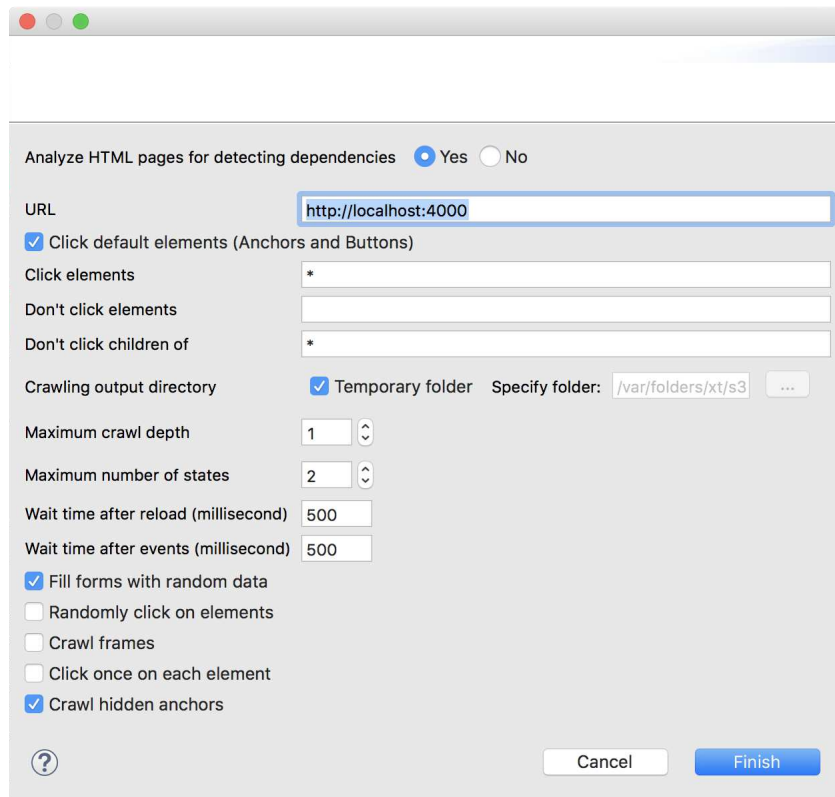 Analyze HTML pages for detecting dependencies Yes No
URL http://localhost:4000
Click default elements (Anchors and Buttons)
Click elements *
Don't click elements
Don't click children of *
Crawling output directory Temporary folder Specify folder: /var/folders/xt/s3 ...
Maximum crawl depth 1
Maximum number of states 2
Wait time after reload (millisecond) 500
Wait time after events (millisecond) 500
Fill forms with random data
Randomly click on elements
Crawl frames
Click once on each element
Crawl hidden anchors
? Cancel Finish